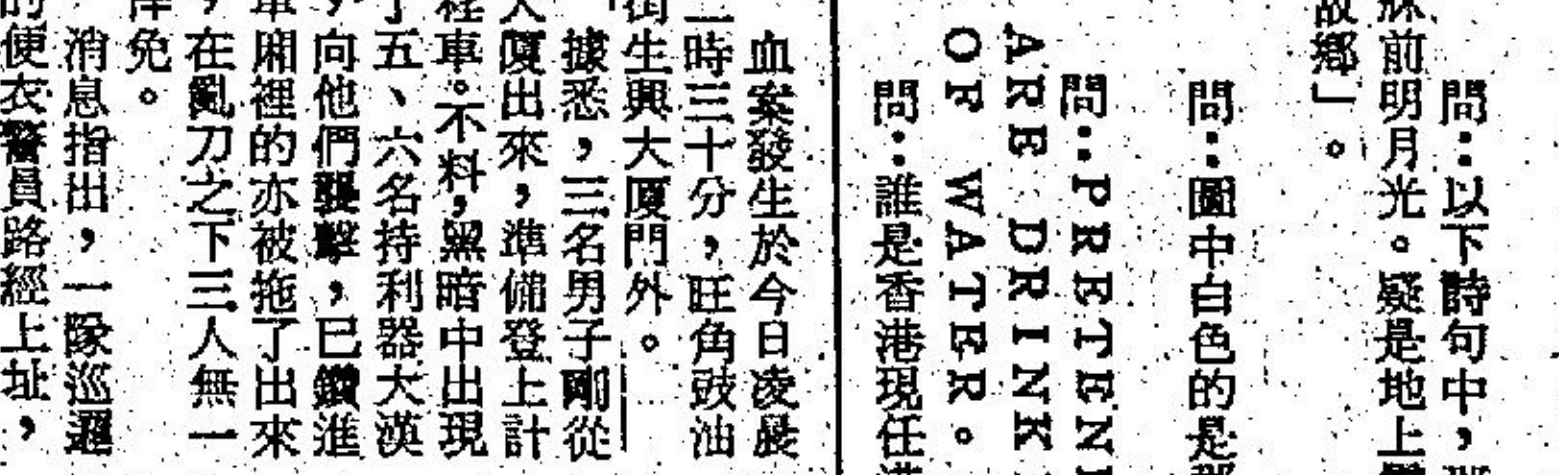 問：以下詩句中，
前明月光。疑是地上
故鄉」。
問：圖中白色的是
問：PRETEN
ARE DRINK
OF WATER。
問：誰是香港現任
血案發生於今日凌晨
時三十分，旺角豉油
街生興大廈門外。
據悉，三名男子剛從
大廈出來，準備登上計
程車。不料，黑暗中出現
了五、六名持利器大漢
，向他們襲擊，已鑽進
車廂裡的亦被拖了出來
，在亂刀之下三人無一
免。
消息指出，一隊巡邏
的便衣警員路經上址，